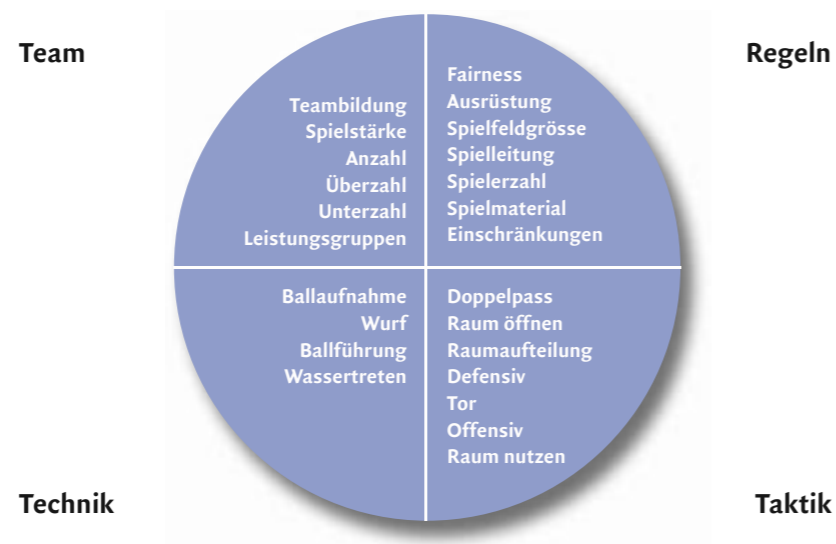 Team
Teambildung
Spielstärke
Anzahl
Überzahl
Unterzahl
Leistungsgruppen
Regeln
Fairness
Ausrüstung
Spielfeldgrösse
Spielleitung
Spielerzahl
Spielmaterial
Einschränkungen
Ballaufnahme
Wurf
Ballführung
Wassertreten
Technik
Doppelpass
Raum öffnen
Raumaufteilung
Defensiv
Tor
Offensiv
Raum nutzen
Taktik